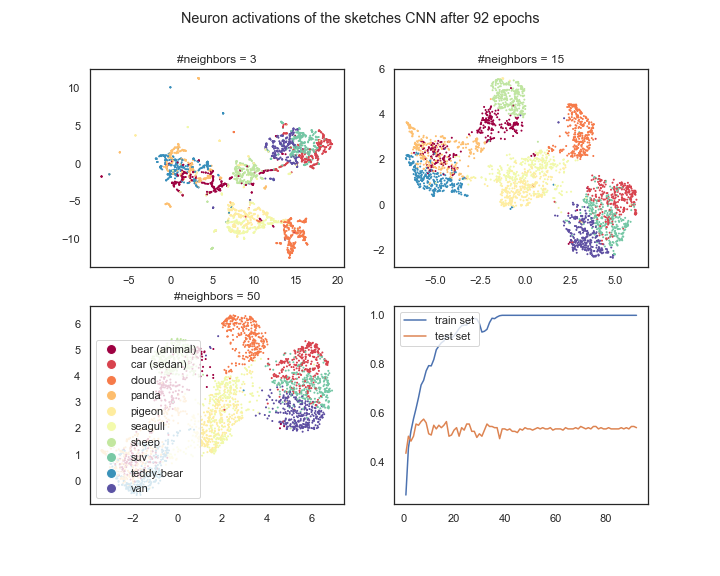 Neuron activations of the sketches CNN after 92 epochs
#neighbors = 3
10
5
0
−5
−10
−5
0
5
10
15
20
#neighbors = 15
6
4
2
0
−2
−5.0
−2.5
0.0
2.5
5.0
#neighbors = 50
6
5
4
3
2
1
0
−2
0
2
4
6
bear (animal)
car (sedan)
cloud
panda
pigeon
seagull
sheep
suv
teddy-bear
van
1.0
0.8
0.6
0.4
0
20
40
60
80
train set
test set